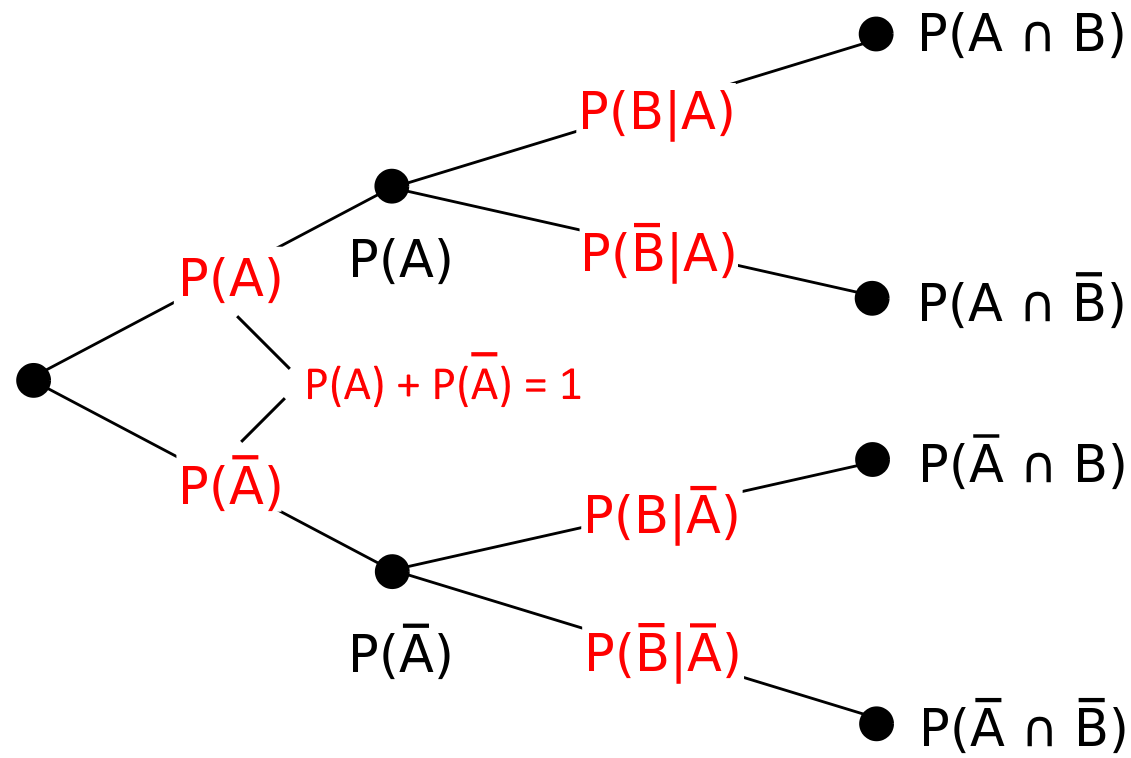 P(A ∩ B)
P(B|A)
P(B̅|A)
P(A)
P(A)
P(A ∩ B̅)
P(A) + P(A̅) = 1
P(A̅ ∩ B)
P(A̅)
P(B|A̅)
P(A̅)
P(B̅|A̅)
P(A̅ ∩ B̅)